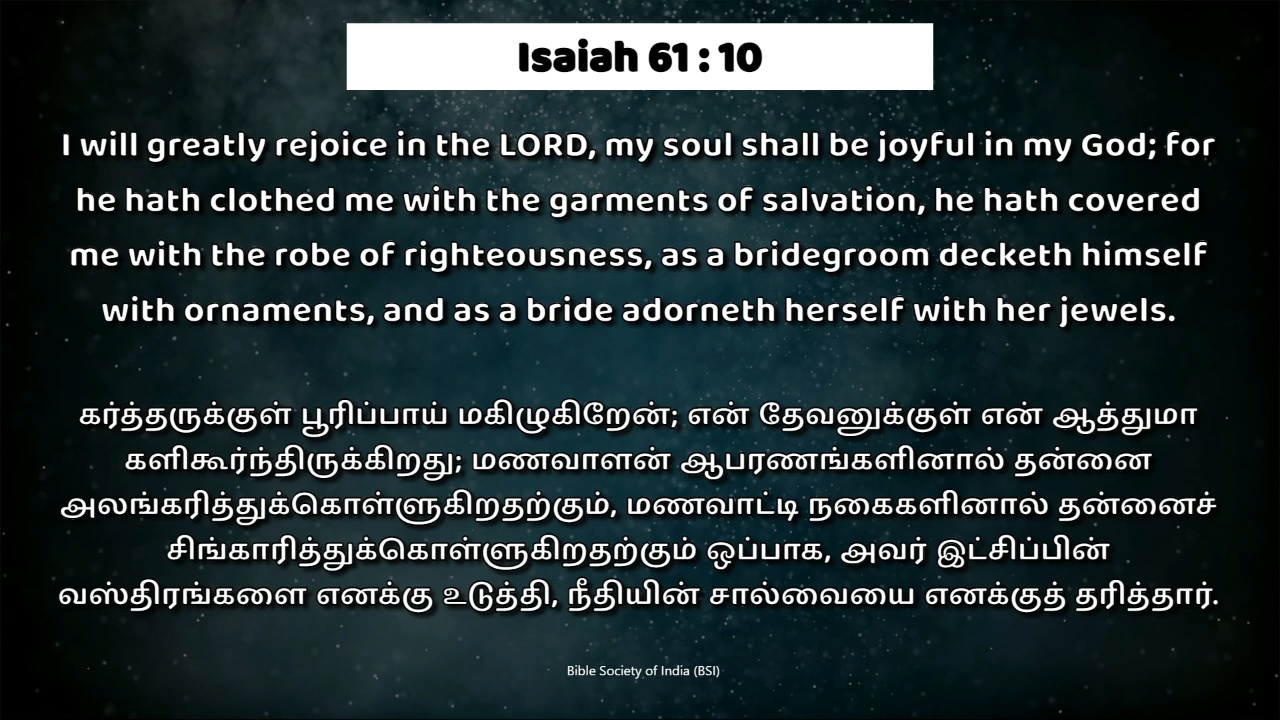 Isaiah 61 : 10
I will greatly rejoice in the LORD, my soul shall be joyful in my God; for
he hath clothed me with the garments of salvation, he hath covered
me with the robe of righteousness, as a bridegroom decketh himself
with ornaments, and as a bride adorneth herself with her jewels.
கர்த்தருக்குள் பூரிப்பாய் மகிழுகிறேன்; என் தேவனுக்குள் என் ஆத்துமா
களிகூர்ந்திருக்கிறது; மணவாளன் ஆபரணங்களினால் தன்னை
அலங்கரித்துக்கொள்ளுகிறதற்கும், மணவாட்டி நகைகளினால் தன்னைச்
சிங்காரித்துக்கொள்ளுகிறதற்கும் ஒப்பாக, அவர் இட்சிப்பின்
வஸ்திரங்களை எனக்கு உடுத்தி, நீதியின் சால்வையை எனக்குத் தரித்தார்.
Bible Society of India (BSI)